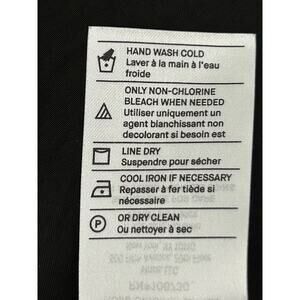 HAND WASH COLD
Laver à la main à l'eau
froide
ONLY NON-CHLORINE
BLEACH WHEN NEEDED
Utiliser uniquement un
agent blanchissant non
decolorant si besoin est
LINE DRY
Suspendre pour sécher
COOL IRON IF NECESSARY
Repasser à fer tiède si
nécessaire
P
OR DRY CLEAN
Ou nettoyer à sec